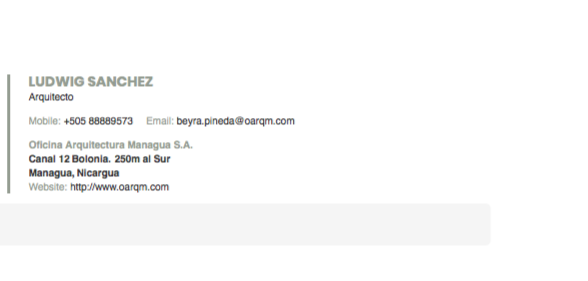 LUDWIG SANCHEZ
Arquitecto
Mobile: +505 88889573 Email: beyra.pineda@oarqm.com
Oficina Arquitectura Managua S.A.
Canal 12 Bolonia. 250m al Sur
Managua, Nicargua
Website: http://www.oarqm.com